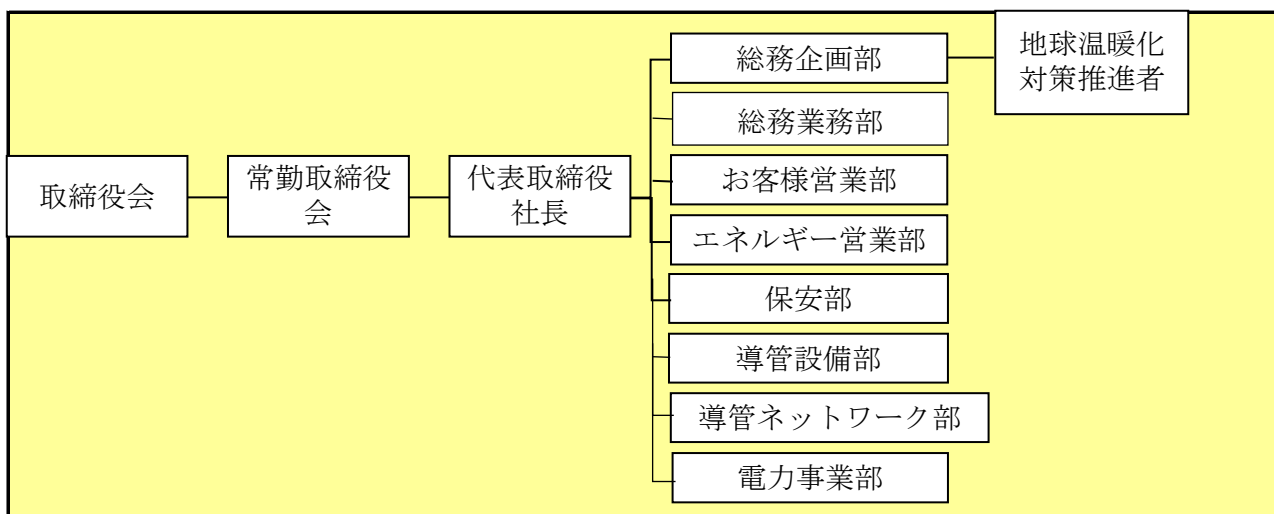 取締役会
常勤取締役
会
代表取締役
社長
総務企画部
地球温暖化
対策推進者
総務業務部
お客様営業部
エネルギー営業部
保安部
導管設備部
導管ネットワーク部
電力事業部